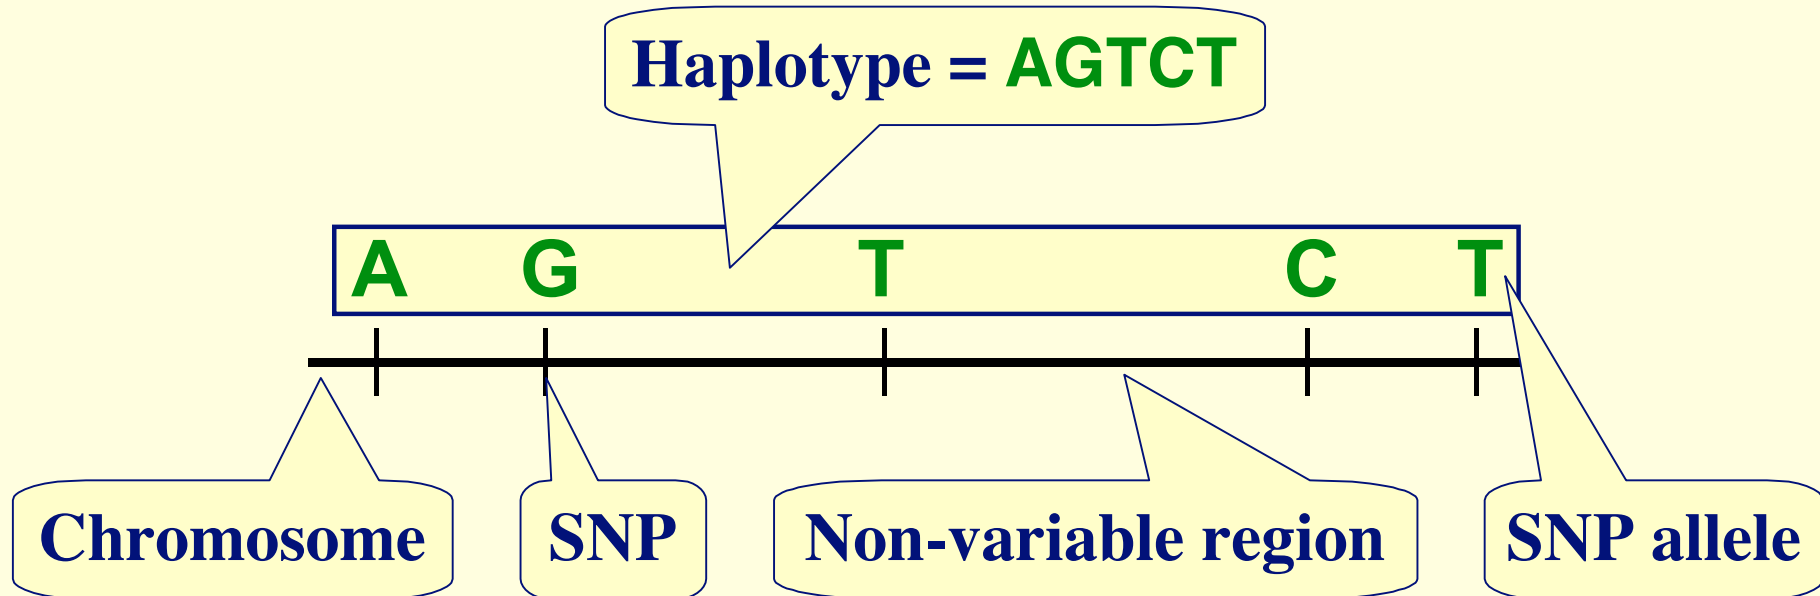 Haplotype = AGTCT
A G T C T
Chromosome
SNP
Non-variable region
SNP allele